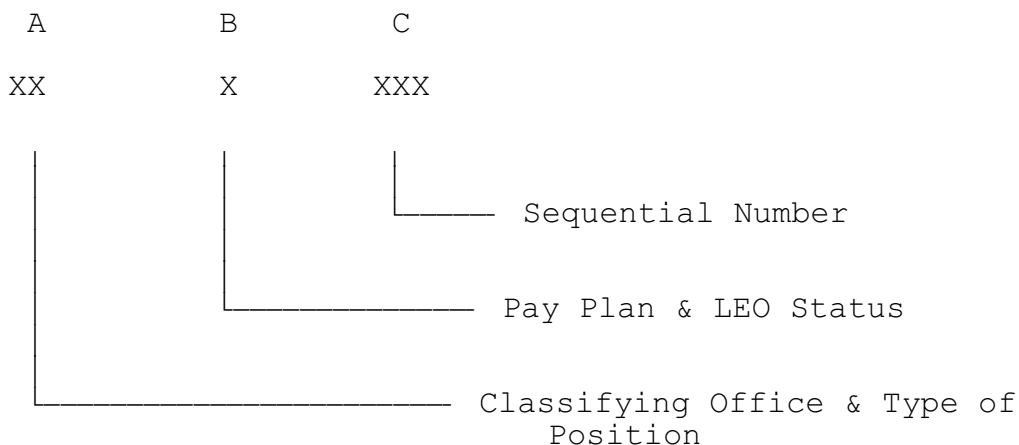 A B C
XX X XXX
Sequential Number
Pay Plan & LEO Status
Classifying Office & Type of
Position